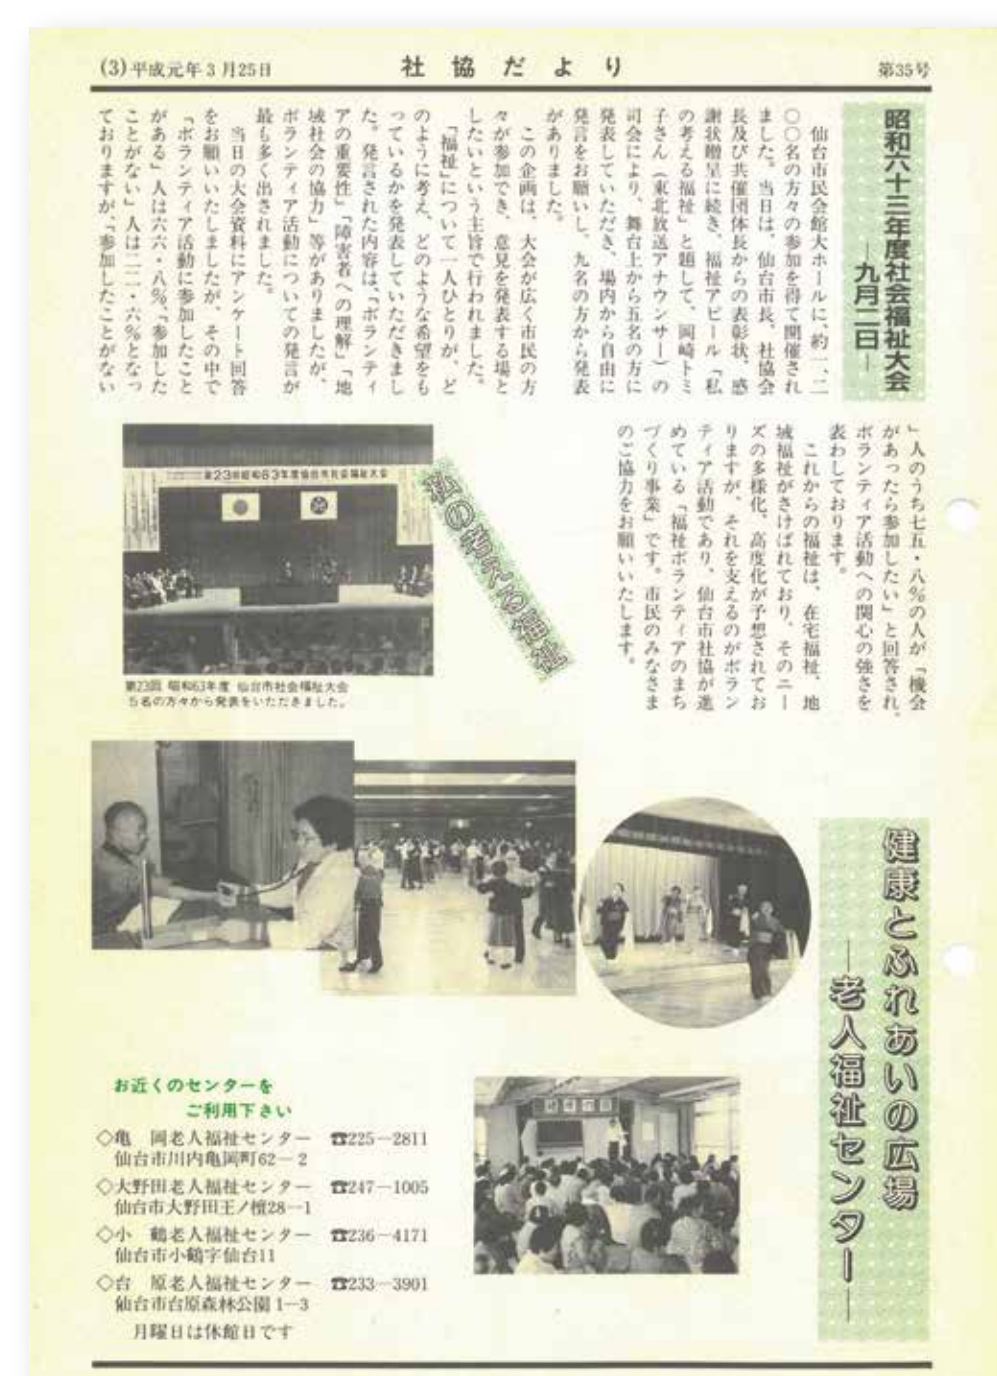 (3)平成元年3月25日
社協だより
第35号
昭和六十三年度社会福祉大会
―九月二日―
仙台市民会館大ホールに、約一、二
〇〇名の方々の参加を得て開催され
ました。当日は、仙台市長、社協会
長及び共催団体長からの表彰状、感
謝状贈呈に続き、福祉アピール「私
の考える福祉」と題して、岡崎トミ
子さん（東北放送アナウンサー）の
司会により、舞台上から五名の方に
発表していただき、場内から自由に
発言をお願いし、九名の方から発表
がありました。
この企画は、大会が広く市民の方
々が参加でき、意見を発表する場と
したいという主旨で行われました。
「福祉」について一人ひとりが、ど
のように考え、どのような希望をも
っているかを発表していただきまし
た。発言された内容は、「ボランティ
アの重要性」「障害者への理解」「地
域社会の協力」等がありましたが、
ボランティア活動についての発言が
最も多く出されました。
当日の大会資料にアンケート回答
をお願いいたしましたが、その中で
「ボランティア活動に参加したこと
がある」人は六六・八％「参加した
ことがない」人は二二・六％となっ
ておりますが、「参加したことがない
」人のうち七五・八％の人が「機会
があったら参加したい」と回答され、
ボランティア活動への関心の強さを
表わしております。
これからの福祉は、在宅福祉、地
域福祉がさけばれており、そのニー
ズの多様化、高度化が予想されてお
りますが、それを支えるのがボラン
ティア活動であり、仙台市社協が進
めている「福祉ボランティアのまち
づくり事業」です。市民のみなさま
のご協力をお願いいたします。
私の考える福祉
第23回昭和63年度仙台市社会福祉大会
第23回 昭和63年度 仙台市社会福祉大会
5名の方々から発表をいただきました。
健康とふれあいの広場
―老人福祉センター―
お近くのセンターを
ご利用下さい
◇亀　岡老人福祉センター　☎225―2811
仙台市川内亀岡町62―2
◇大野田老人福祉センター　☎247―1005
仙台市大野田王ノ檀28―1
◇小　鶴老人福祉センター　☎236―4171
仙台市小鶴字仙台11
◇台　原老人福祉センター　☎233―3901
仙台市台原森林公園1―3
月曜日は休館日です